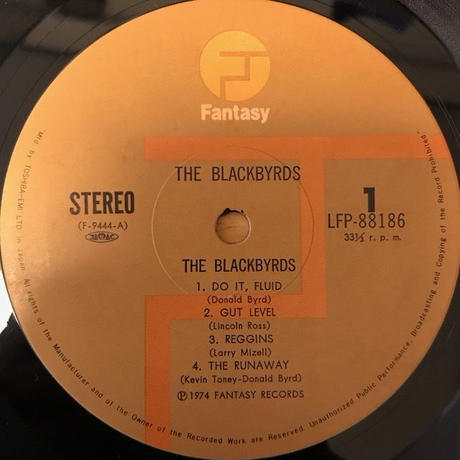 Fantasy
THE BLACKBYRDS
STEREO
(F-9444-A)
1
LFP-88186
33⅓ r. p. m.
THE BLACKBYRDS
1. DO IT, FLUID
(Donald Byrd)
2. GUT LEVEL
(Lincoln Ross)
3. REGGINS
(Larry Mizell)
4. THE RUNAWAY
(Kevin Toney-Donald Byrd)
Ⓟ 1974 FANTASY RECORDS
Mfd by TOSHIBA-EMI LTD in Japan. All rights of the Manufacturer and of the Owner of the Recorded Work are Reserved. Unauthorized Public Performance, Broadcasting and Copying of the Record Prohibited"